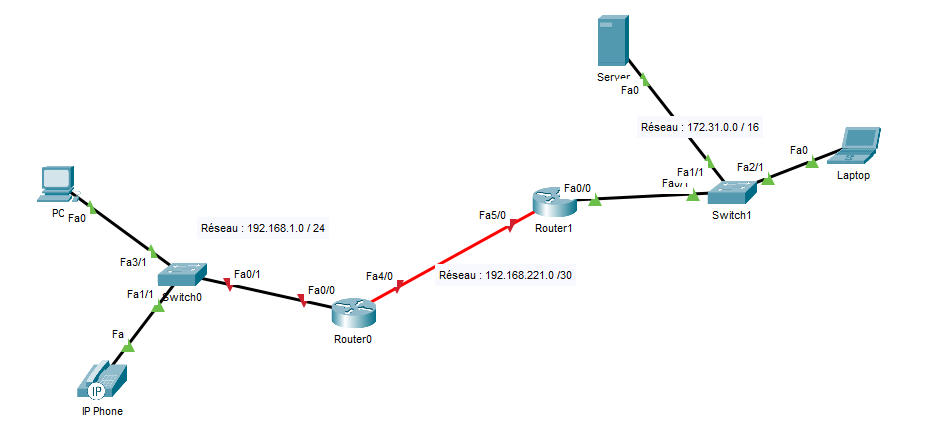 Server
Fa0
Réseau : 172.31.0.0 / 16
Fa0
Fa1/1
Fa2/1
Laptop
Fa0/1
Switch1
Fa0/0
Router1
Fa5/0
PC
Fa0
Réseau : 192.168.1.0 / 24
Fa3/1
Fa0/1
Réseau : 192.168.221.0 /30
Fa4/0
Fa1/1
Switch0
Fa0/0
Router0
Fa
IP
IP Phone